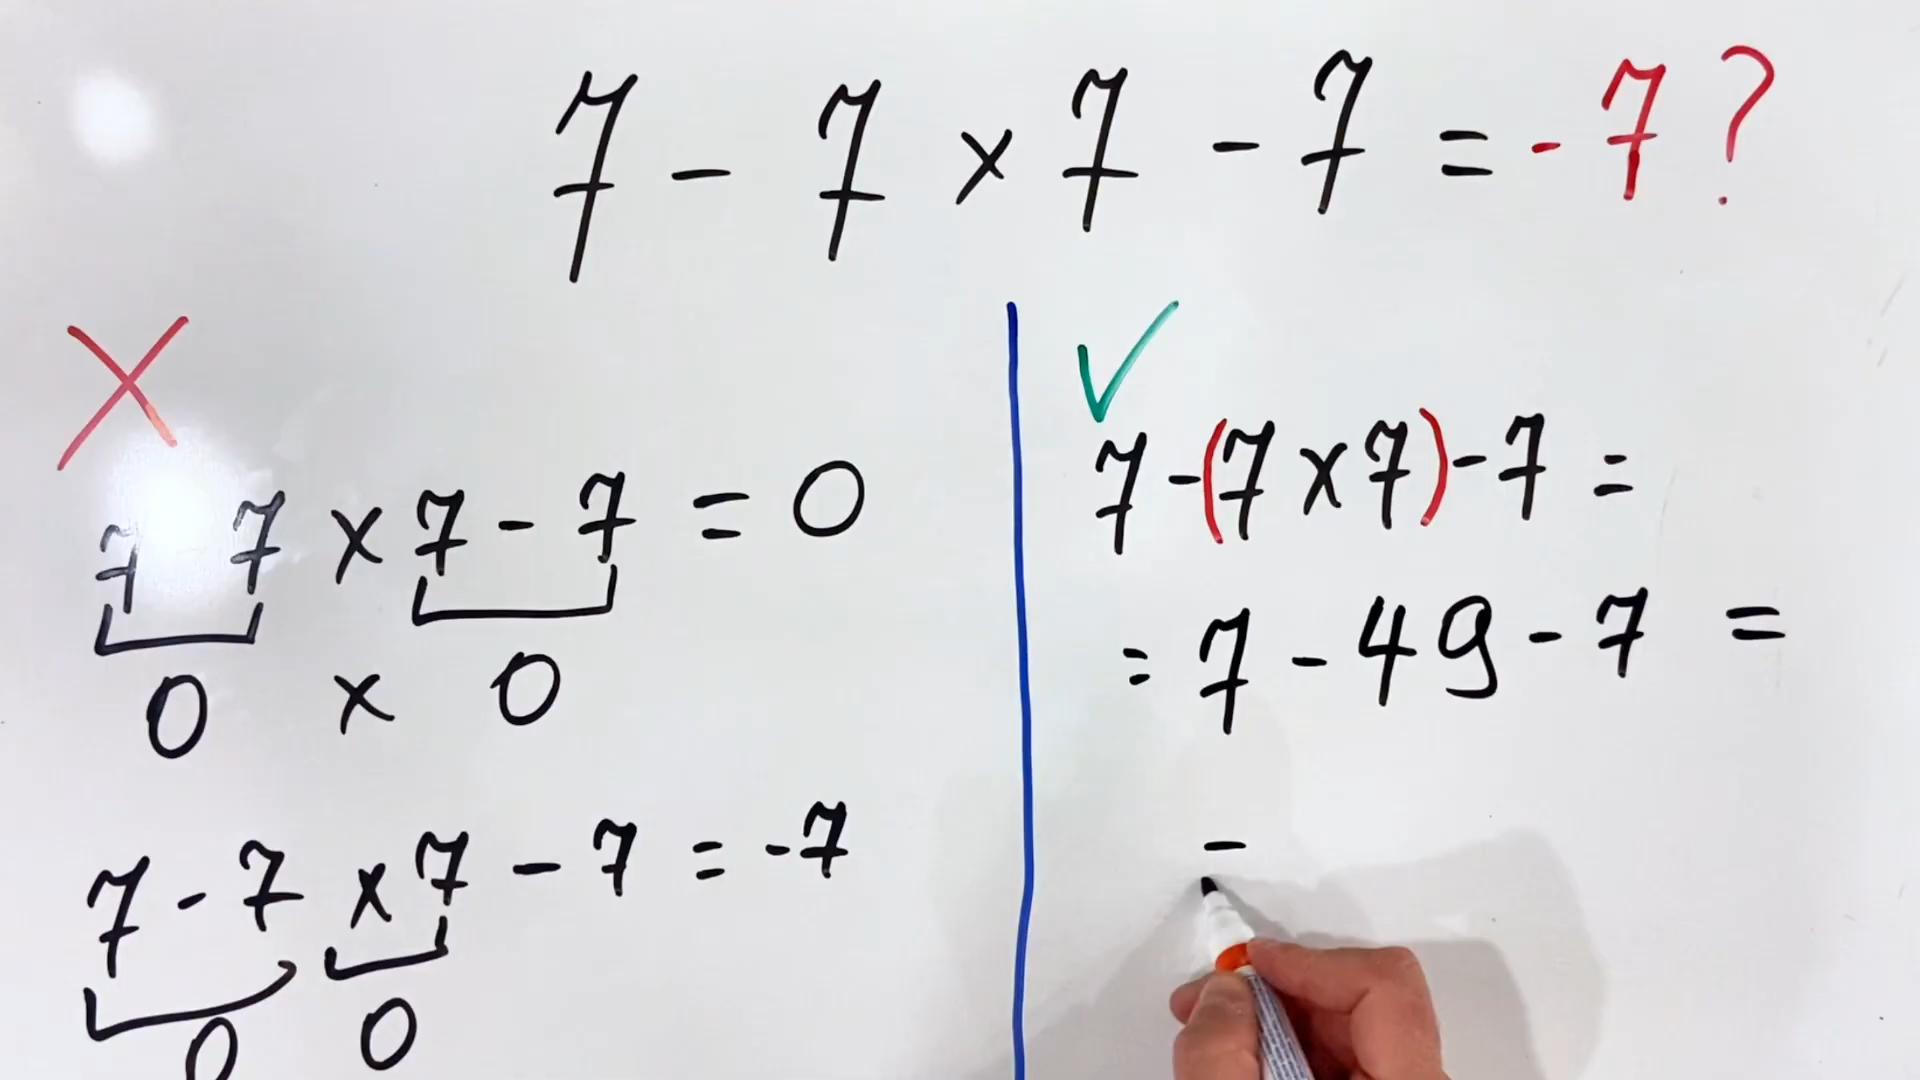 7 - 7 × 7 - 7 = -7?
7 7 × 7 - 7 = 0
0 × 0
7 - 7 × 7 - 7 = -7
0 0
7 - (7 × 7) - 7 =
= 7 - 49 - 7 =
-